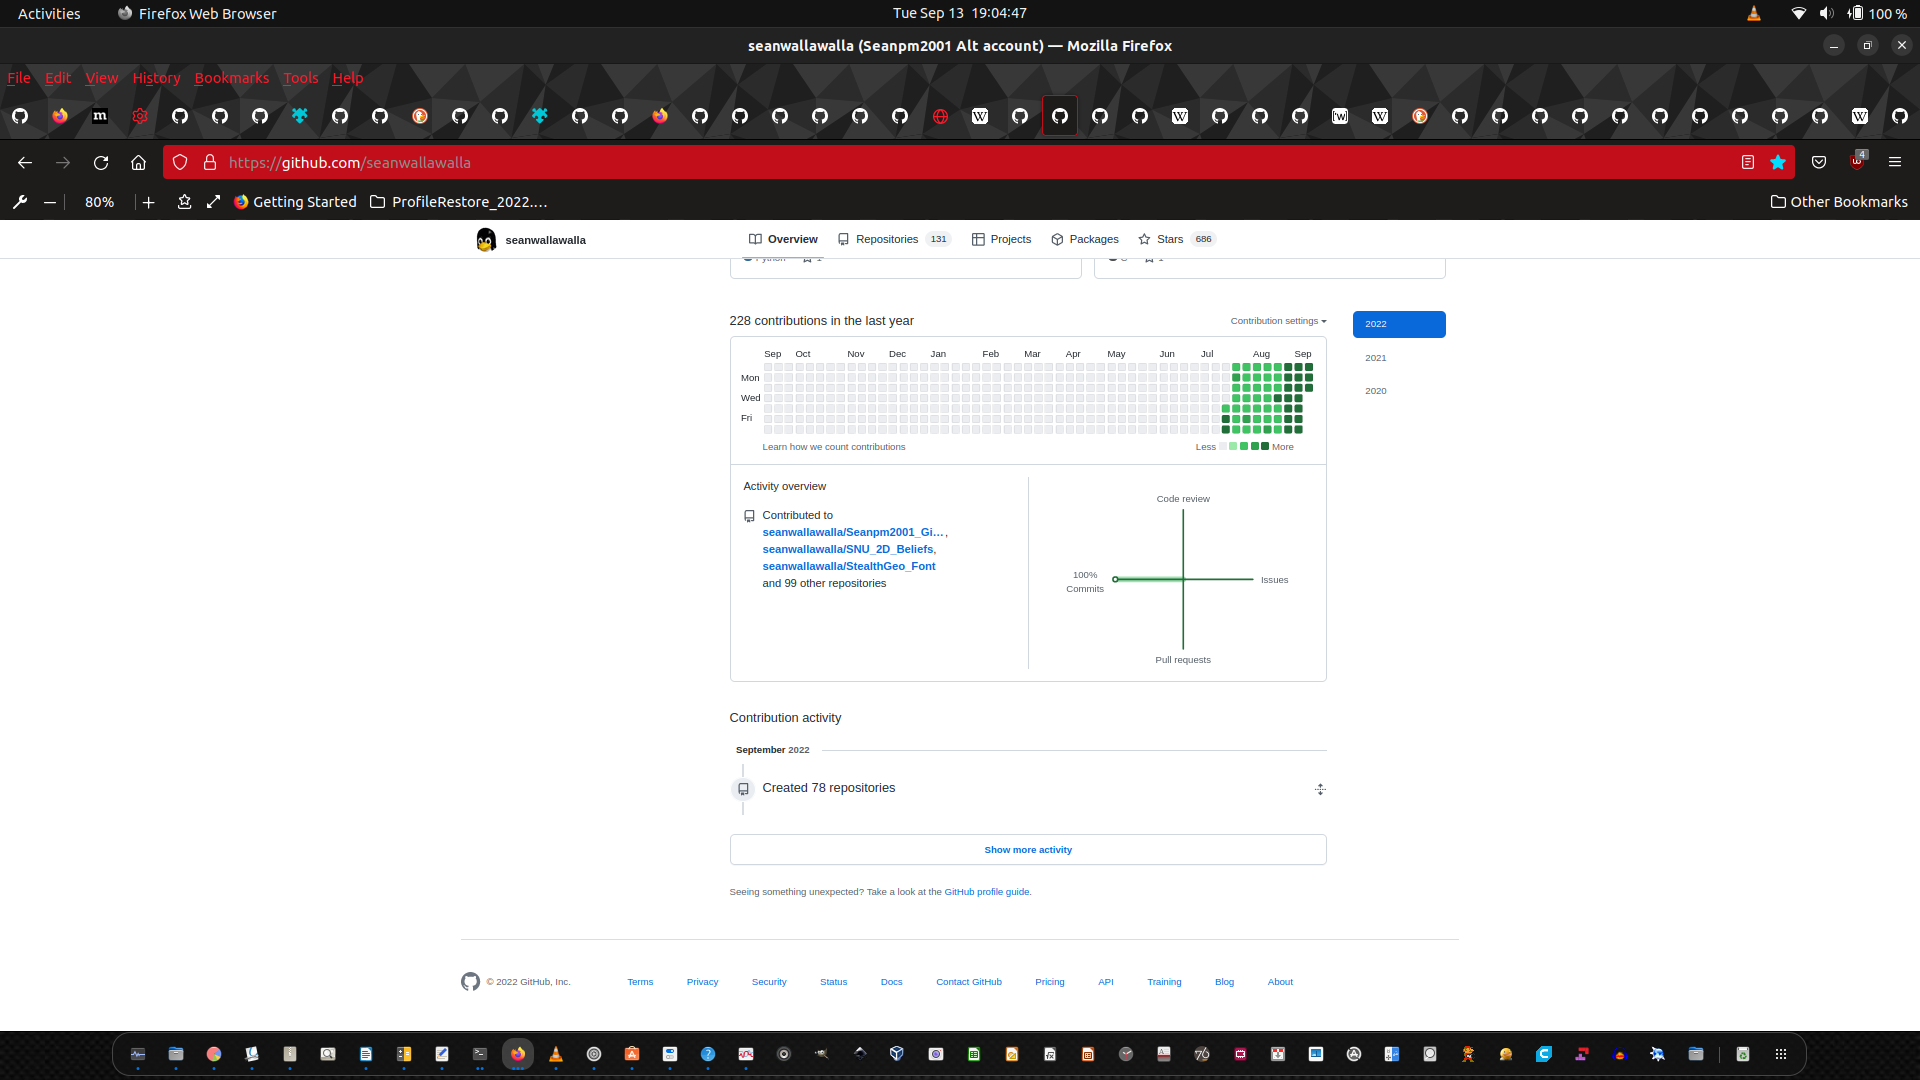 Activities Firefox Web Browser Tue Sep 13 19:04:47 100 %
seanwallawalla (Seanpm2001 Alt account) — Mozilla Firefox
File Edit View History Bookmarks Tools Help
https://github.com/seanwallawalla 4
80% Getting Started ProfileRestore_2022.... Other Bookmarks
seanwallawalla Overview Repositories 131 Projects Packages Stars 686
228 contributions in the last year Contribution settings 2022
Sep Oct Nov Dec Jan Feb Mar Apr May Jun Jul Aug Sep
2021
Mon
2020
Wed
Fri
Learn how we count contributions Less More
Activity overview
Contributed to
seanwallawalla/Seanpm2001_Gi…,
seanwallawalla/SNU_2D_Beliefs,
seanwallawalla/StealthGeo_Font
and 99 other repositories
Code review
100%
Commits
Issues
Pull requests
Contribution activity
September 2022
Created 78 repositories
Show more activity
Seeing something unexpected? Take a look at the GitHub profile guide.
© 2022 GitHub, Inc. Terms Privacy Security Status Docs Contact GitHub Pricing API Training Blog About